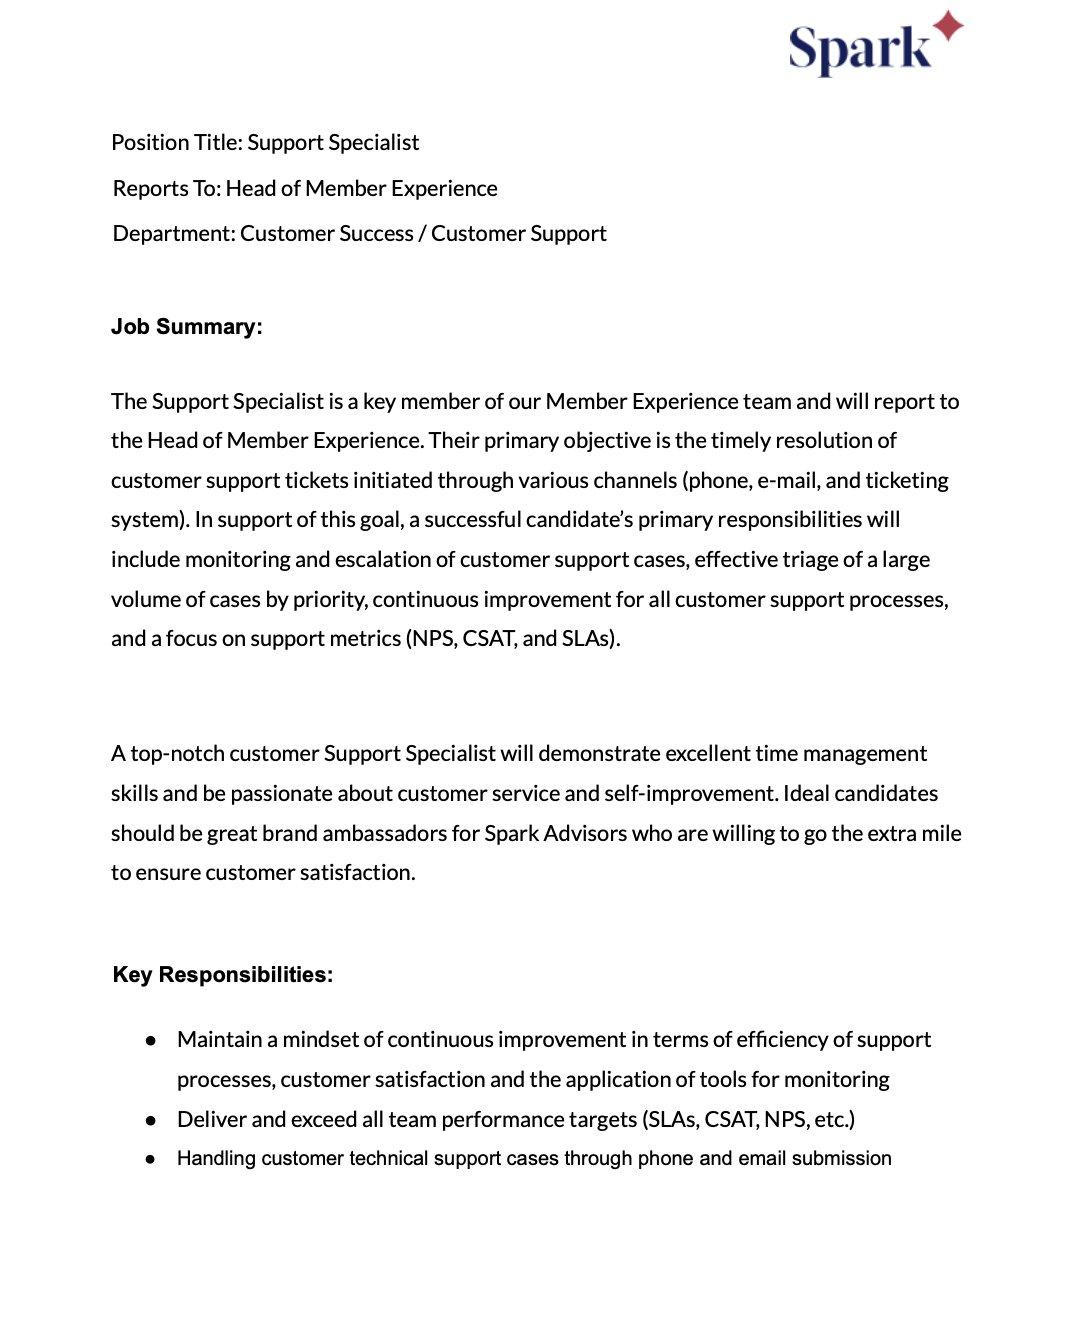 Spark
Position Title: Support Specialist
Reports To: Head of Member Experience
Department: Customer Success / Customer Support
Job Summary:
The Support Specialist is a key member of our Member Experience team and will report to
the Head of Member Experience. Their primary objective is the timely resolution of
customer support tickets initiated through various channels (phone, e-mail, and ticketing
system). In support of this goal, a successful candidate’s primary responsibilities will
include monitoring and escalation of customer support cases, effective triage of a large
volume of cases by priority, continuous improvement for all customer support processes,
and a focus on support metrics (NPS, CSAT, and SLAs).
A top-notch customer Support Specialist will demonstrate excellent time management
skills and be passionate about customer service and self-improvement. Ideal candidates
should be great brand ambassadors for Spark Advisors who are willing to go the extra mile
to ensure customer satisfaction.
Key Responsibilities:
● Maintain a mindset of continuous improvement in terms of efficiency of support
processes, customer satisfaction and the application of tools for monitoring
● Deliver and exceed all team performance targets (SLAs, CSAT, NPS, etc.)
● Handling customer technical support cases through phone and email submission